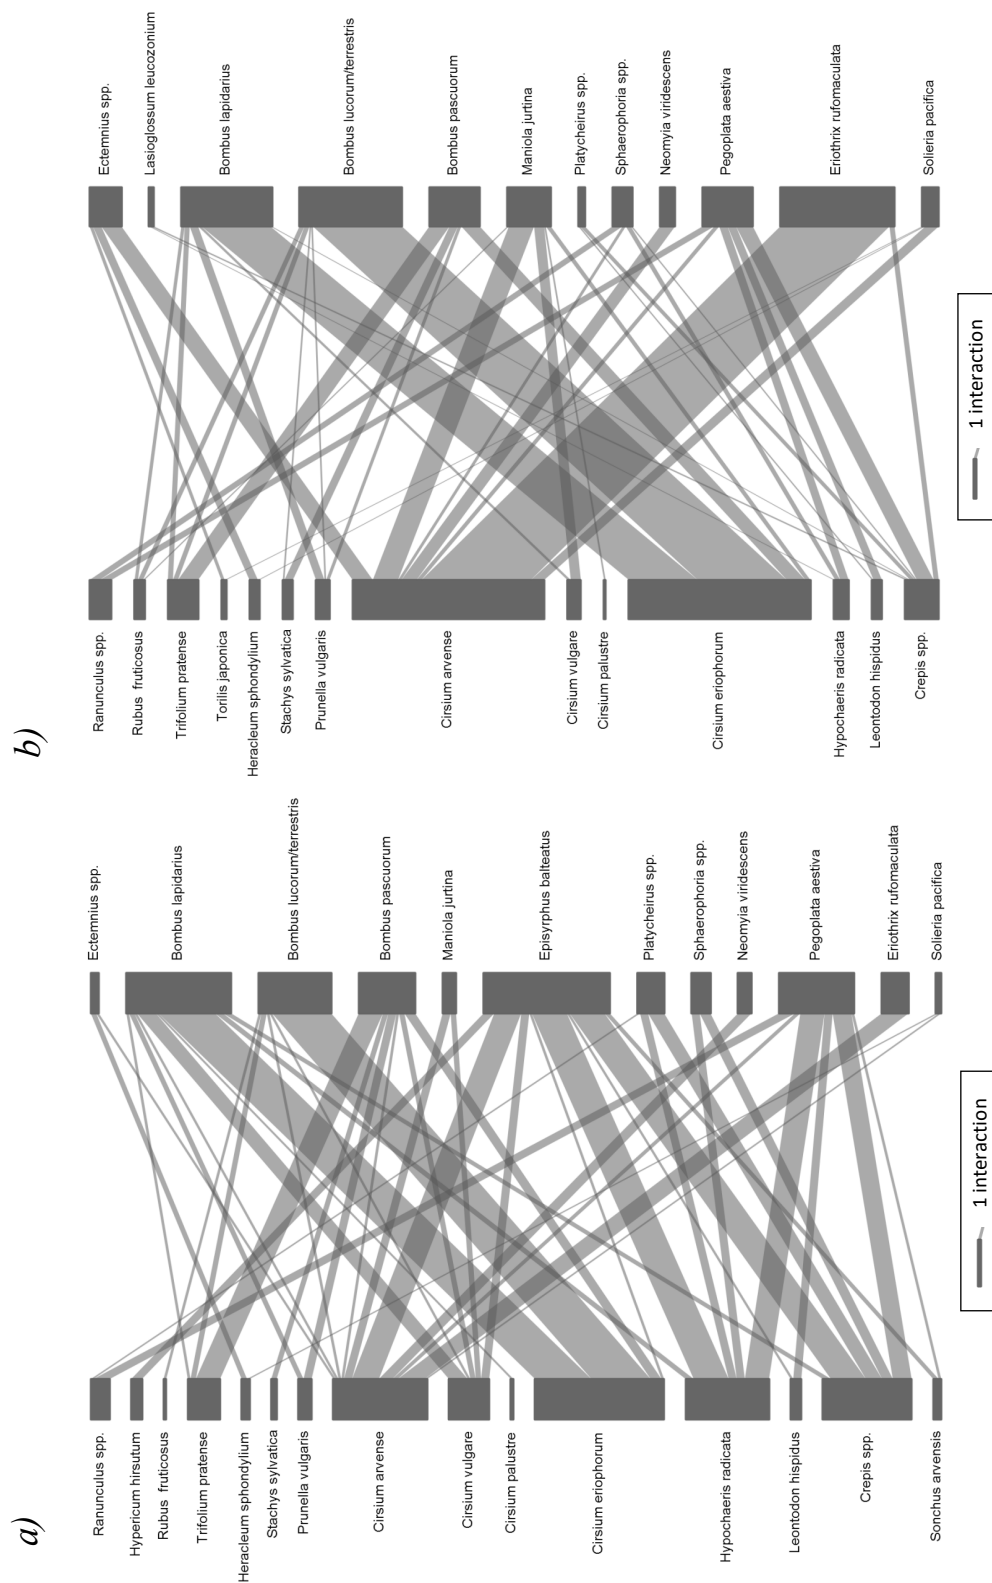 a)
Ectemnius spp.
Bombus lapidarius
Bombus lucorum/terrestris
Bombus pascuorum
Maniola jurtina
Episyrphus balteatus
Platycheirus spp.
Sphaerophoria spp.
Neomyia viridescens
Pegoplata aestiva
Eriothrix rufomaculata
Solieria pacifica
Ranunculus spp.
Hypericum hirsutum
Rubus fruticosus
Trifolium pratense
Heracleum sphondylium
Stachys sylvatica
Prunella vulgaris
Cirsium arvense
Cirsium vulgare
Cirsium palustre
Cirsium eriophorum
Hypochaeris radicata
Leontodon hispidus
Crepis spp.
Sonchus arvensis
1 interaction
b)
Ectemnius spp.
Lasioglossum leucozonium
Bombus lapidarius
Bombus lucorum/terrestris
Bombus pascuorum
Maniola jurtina
Platycheirus spp.
Sphaerophoria spp.
Neomyia viridescens
Pegoplata aestiva
Eriothrix rufomaculata
Solieria pacifica
Ranunculus spp.
Rubus fruticosus
Trifolium pratense
Torilis japonica
Heracleum sphondylium
Stachys sylvatica
Prunella vulgaris
Cirsium arvense
Cirsium vulgare
Cirsium palustre
Cirsium eriophorum
Hypochaeris radicata
Leontodon hispidus
Crepis spp.
1 interaction